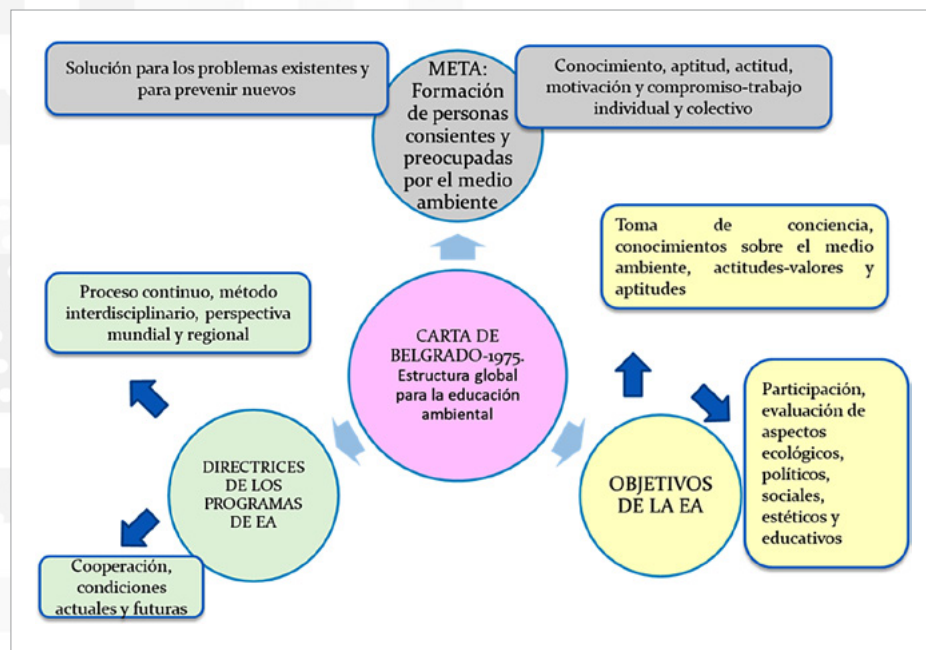 Solución para los problemas existentes y
para prevenir nuevos
META:
Formación
de personas
consientes y
preocupadas
por el medio
ambiente
Conocimiento, aptitud, actitud,
motivación y compromiso-trabajo
individual y colectivo
Toma de conciencia,
conocimientos sobre el medio
ambiente, actitudes-valores y
aptitudes
Proceso continuo, método
interdisciplinario, perspectiva
mundial y regional
CARTA DE
BELGRADO-1975.
Estructura global
para la educación
ambiental
Participación,
evaluación de
aspectos
ecológicos,
políticos,
sociales,
estéticos y
educativos
DIRECTRICES
DE LOS
PROGRAMAS
DE EA
OBJETIVOS
DE LA EA
Cooperación,
condiciones
actuales y futuras